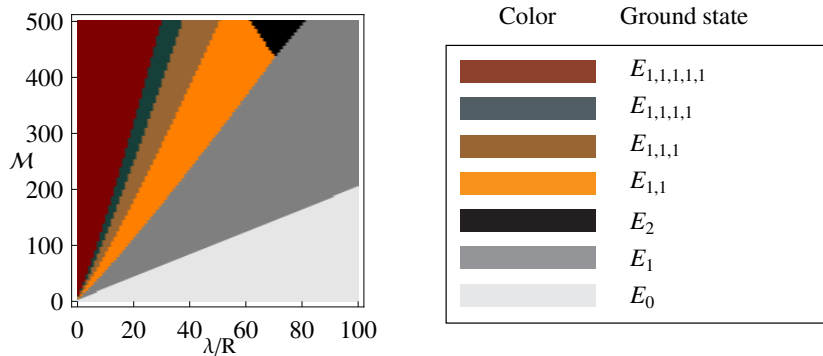 Color Ground state
500
400
300
ℳ
200
100
0
0 20 40 60 80 100
λ/R
E1,1,1,1,1
E1,1,1,1
E1,1,1
E1,1
E2
E1
E0